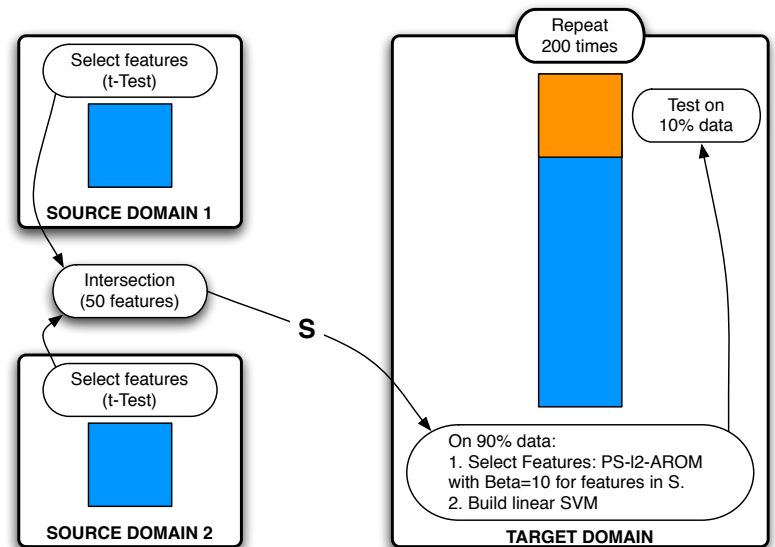 Select features
(t-Test)
SOURCE DOMAIN 1
Intersection
(50 features)
Select features
(t-Test)
SOURCE DOMAIN 2
S
Repeat
200 times
Test on
10% data
On 90% data:
1. Select Features: PS-l2-AROM
with Beta=10 for features in S.
2. Build linear SVM
TARGET DOMAIN